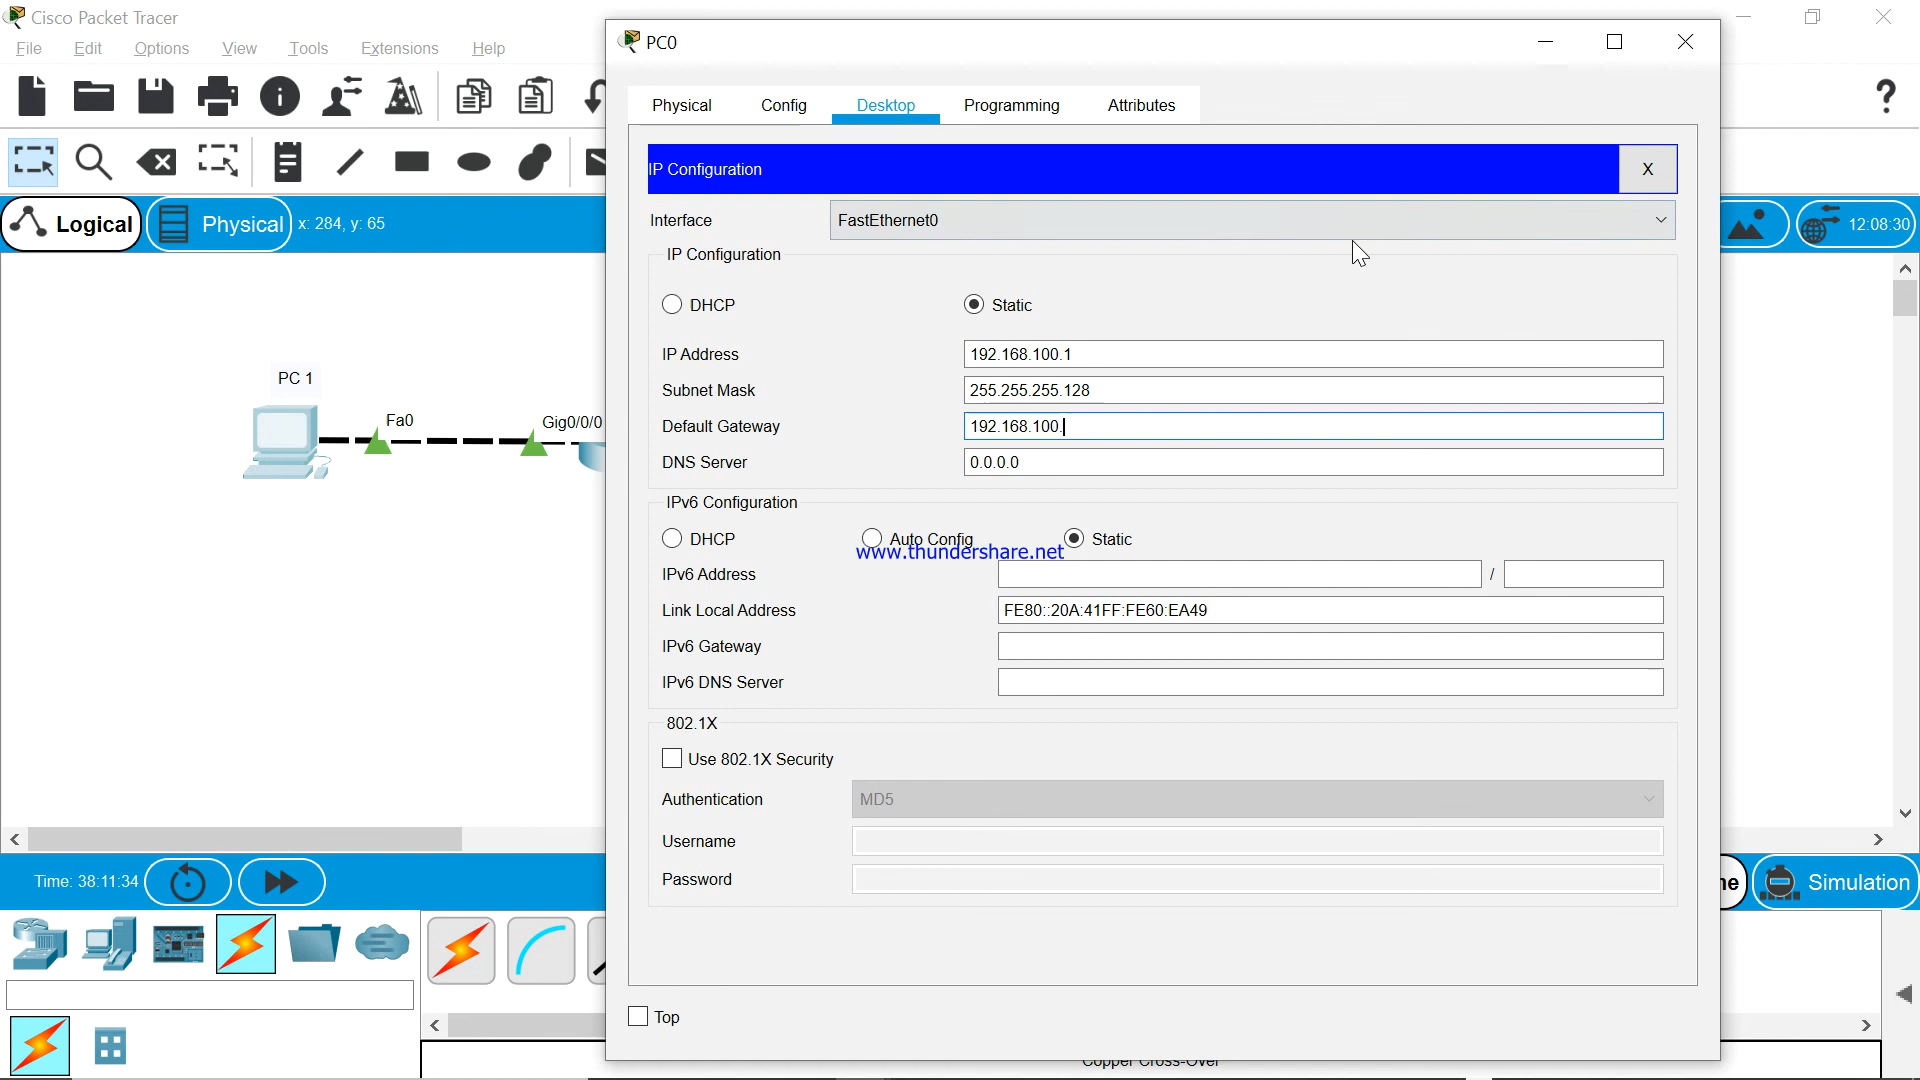 Cisco Packet Tracer
File Edit Options View Tools Extensions Help
PC0
Physical Config Desktop Programming Attributes
IP Configuration X
Logical Physical x: 284, y: 65
12:08:30
Interface FastEthernet0
IP Configuration
DHCP Static
IP Address 192.168.100.1
Subnet Mask 255.255.255.128
Default Gateway 192.168.100.
DNS Server 0.0.0.0
PC 1
Fa0
Gig0/0/0
IPv6 Configuration
DHCP Auto Config Static
www.thundershare.net
IPv6 Address /
Link Local Address FE80::20A:41FF:FE60:EA49
IPv6 Gateway
IPv6 DNS Server
802.1X
Use 802.1X Security
Authentication MD5
Username
Password
Time: 38:11:34
me Simulation
Top
Copper Cross-Over